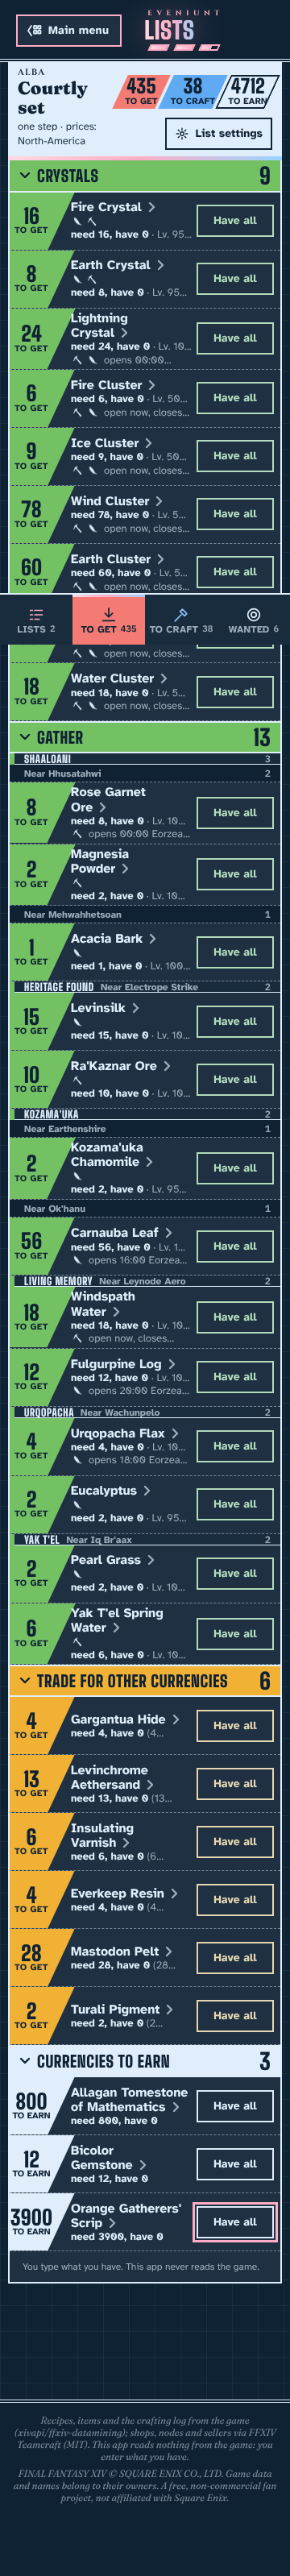 Main menu
EVENIUNT
LISTS
ALBA
Courtly
set
one step · prices:
North-America
435
TO GET
38
TO CRAFT
4712
TO EARN
List settings
CRYSTALS 9
16
TO GET
Fire Crystal
need 16, have 0 · Lv. 95...
Have all
8
TO GET
Earth Crystal
need 8, have 0 · Lv. 95...
Have all
24
TO GET
Lightning
Crystal
need 24, have 0 · Lv. 10...
opens 00:00...
Have all
6
TO GET
Fire Cluster
need 6, have 0 · Lv. 50...
open now, closes...
Have all
9
TO GET
Ice Cluster
need 9, have 0 · Lv. 50...
open now, closes...
Have all
78
TO GET
Wind Cluster
need 78, have 0 · Lv. 5...
open now, closes...
Have all
60
TO GET
Earth Cluster
need 60, have 0 · Lv. 5...
open now, closes...
Have all
LISTS 2
TO GET 435
TO CRAFT 38
WANTED 6
open now, closes...
18
TO GET
Water Cluster
need 18, have 0 · Lv. 5...
open now, closes...
Have all
GATHER 13
SHAALOANI 3
Near Hhusatahwi 2
8
TO GET
Rose Garnet
Ore
need 8, have 0 · Lv. 10...
opens 00:00 Eorzea...
Have all
2
TO GET
Magnesia
Powder
need 2, have 0 · Lv. 10...
Have all
Near Mehwahhetsoan 1
1
TO GET
Acacia Bark
need 1, have 0 · Lv. 100...
Have all
HERITAGE FOUND Near Electrope Strike 2
15
TO GET
Levinsilk
need 15, have 0 · Lv. 10...
Have all
10
TO GET
Ra'Kaznar Ore
need 10, have 0 · Lv. 10...
Have all
KOZAMA'UKA 2
Near Earthenshire 1
2
TO GET
Kozama'uka
Chamomile
need 2, have 0 · Lv. 95...
Have all
Near Ok'hanu 1
56
TO GET
Carnauba Leaf
need 56, have 0 · Lv. 1...
opens 16:00 Eorzea...
Have all
LIVING MEMORY Near Leynode Aero 2
18
TO GET
Windspath
Water
need 18, have 0 · Lv. 10...
open now, closes...
Have all
12
TO GET
Fulgurpine Log
need 12, have 0 · Lv. 10...
opens 20:00 Eorzea...
Have all
URQOPACHA Near Wachunpelo 2
4
TO GET
Urqopacha Flax
need 4, have 0 · Lv. 10...
opens 18:00 Eorzea...
Have all
2
TO GET
Eucalyptus
need 2, have 0 · Lv. 95...
Have all
YAK T'EL Near Iq Br'aax 2
2
TO GET
Pearl Grass
need 2, have 0 · Lv. 10...
Have all
6
TO GET
Yak T'el Spring
Water
need 6, have 0 · Lv. 10...
Have all
TRADE FOR OTHER CURRENCIES 6
4
TO GET
Gargantua Hide
need 4, have 0 (4...
Have all
13
TO GET
Levinchrome
Aethersand
need 13, have 0 (13...
Have all
6
TO GET
Insulating
Varnish
need 6, have 0 (6...
Have all
4
TO GET
Everkeep Resin
need 4, have 0 (4...
Have all
28
TO GET
Mastodon Pelt
need 28, have 0 (28...
Have all
2
TO GET
Turali Pigment
need 2, have 0 (2...
Have all
CURRENCIES TO EARN 3
800
TO EARN
Allagan Tomestone
of Mathematics
need 800, have 0
Have all
12
TO EARN
Bicolor
Gemstone
need 12, have 0
Have all
3900
TO EARN
Orange Gatherers'
Scrip
need 3900, have 0
Have all
You type what you have. This app never reads the game.
Recipes, items and the crafting log from the game
(xivapi/ffxiv-datamining); shops, nodes and sellers via FFXIV
Teamcraft (MIT). This app reads nothing from the game: you
enter what you have.
FINAL FANTASY XIV © SQUARE ENIX CO., LTD. Game data
and names belong to their owners. A free, non-commercial fan
project, not affiliated with Square Enix.